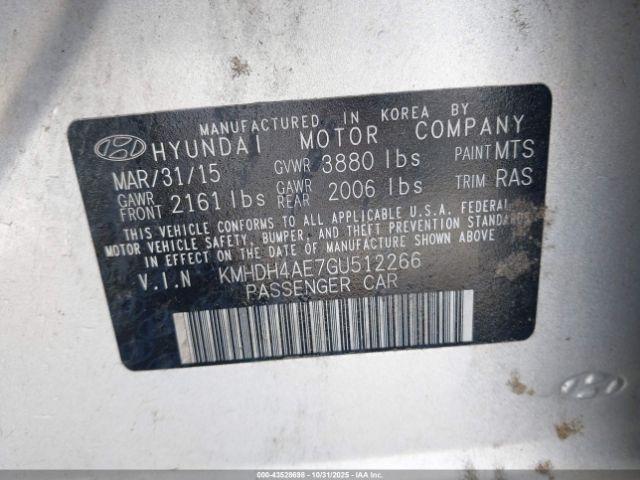 MANUFACTURED IN KOREA BY
HYUNDAI MOTOR COMPANY
MAR/31/15 GVWR 3880 lbs PAINT MTS
GAWR FRONT 2161 lbs GAWR REAR 2006 lbs TRIM RAS
THIS VEHICLE CONFORMS TO ALL APPLICABLE U.S.A. FEDERAL
MOTOR VEHICLE SAFETY, BUMPER, AND THEFT PREVENTION STANDARDS
IN EFFECT ON THE DATE OF MANUFACTURE SHOWN ABOVE.
V.I.N KMHDH4AE7GU512266
PASSENGER CAR
000-43528698 - 10/31/2025 - IAAI.com